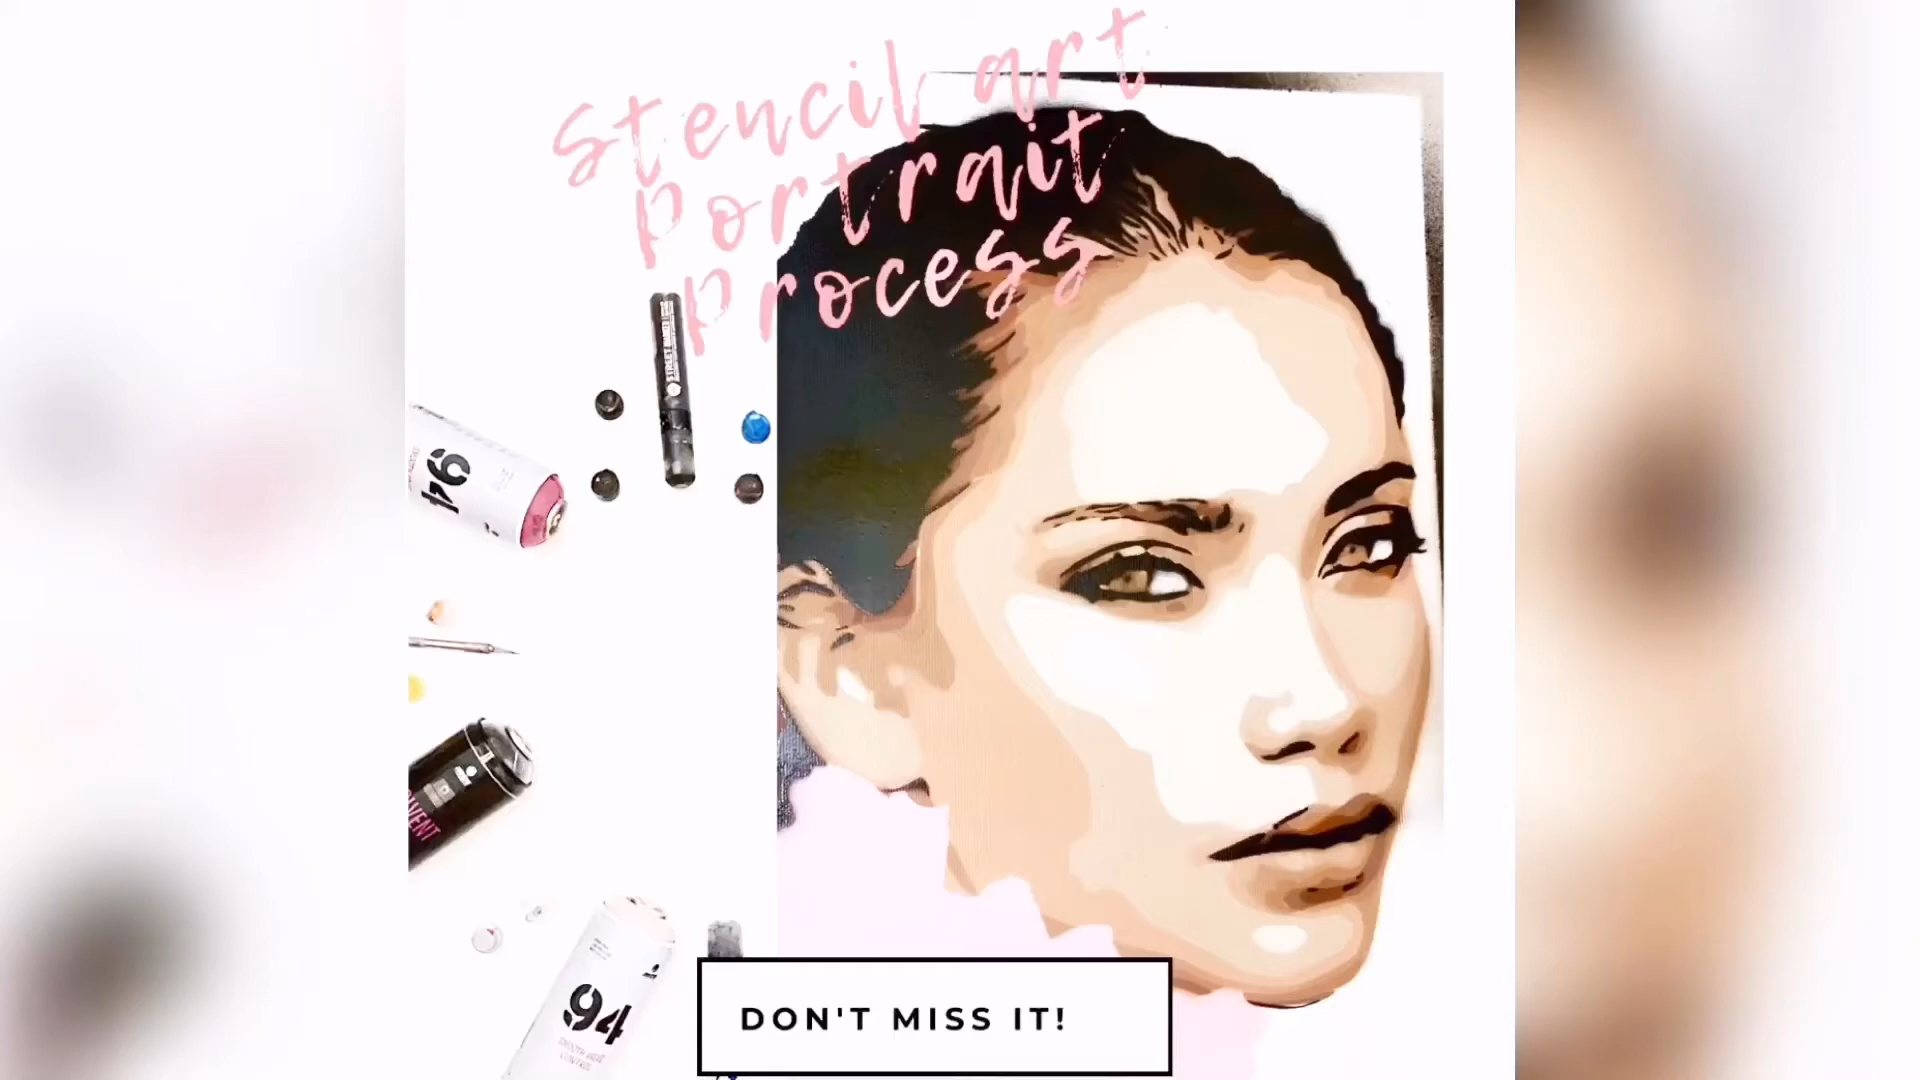 Stencil art
Portrait
Process
94
94
DON'T MISS IT!